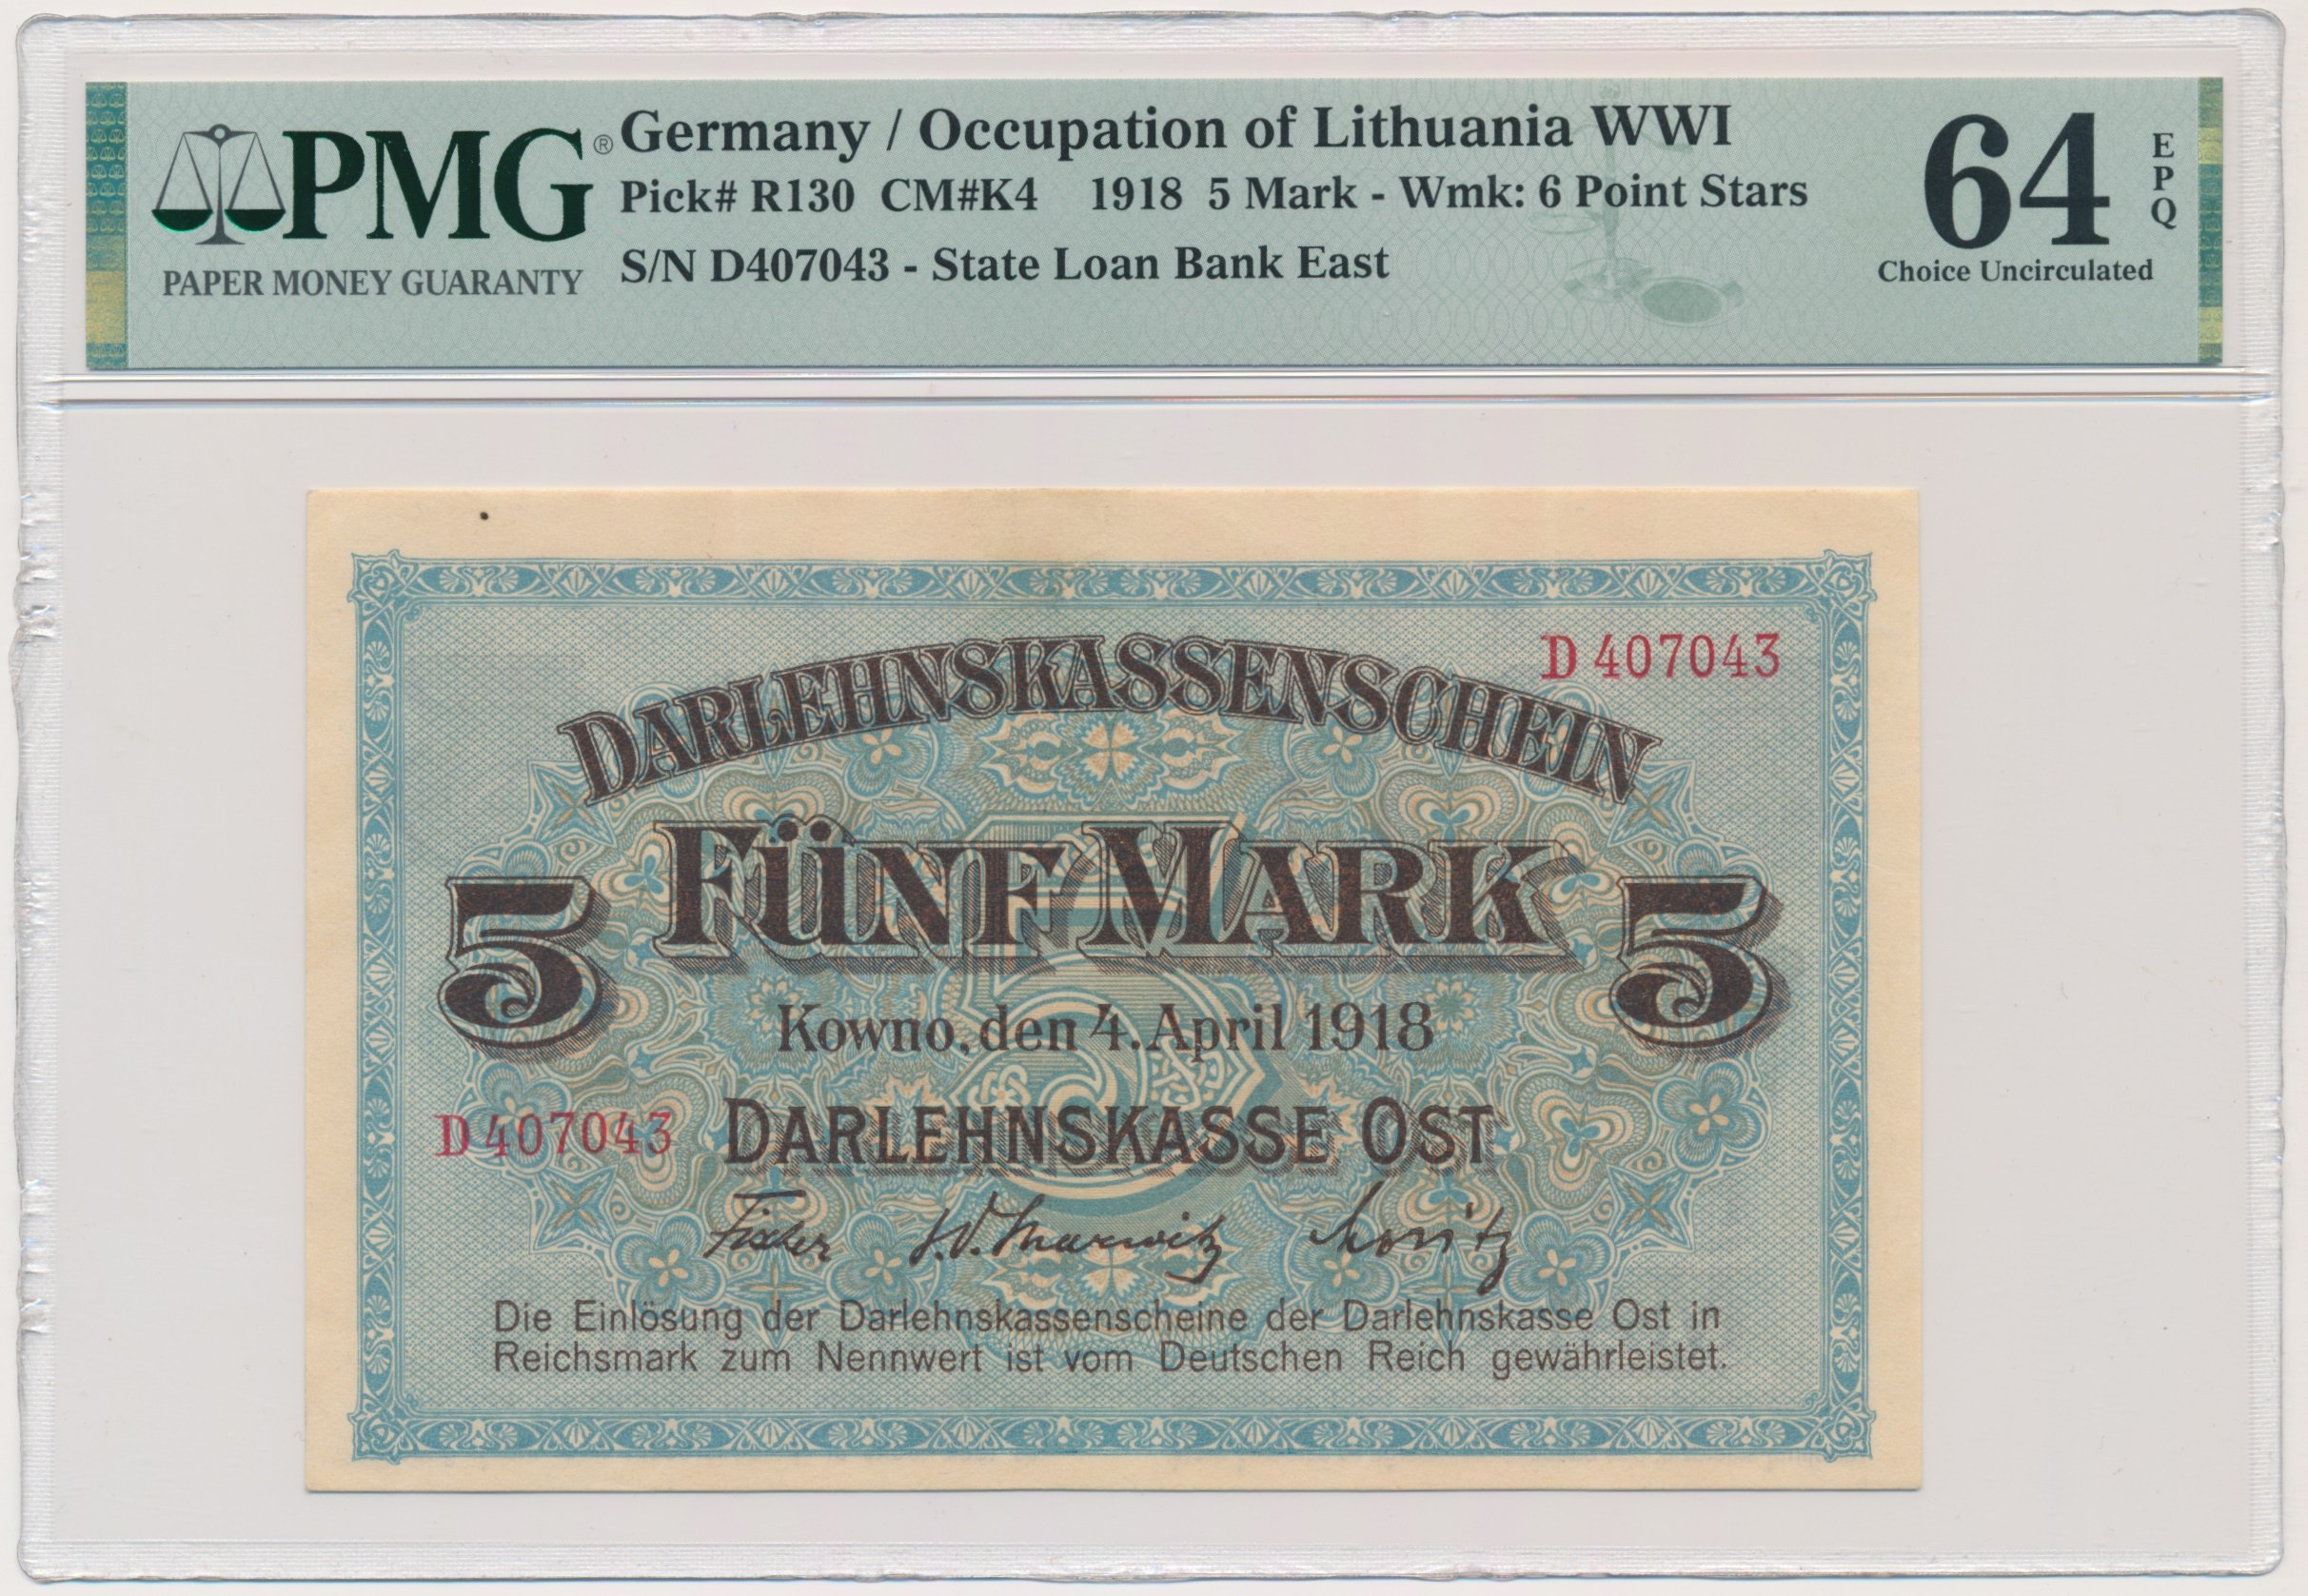 PMG®
PAPER MONEY GUARANTY
Germany / Occupation of Lithuania WWI
Pick# R130 CM#K4 1918 5 Mark - Wmk: 6 Point Stars
S/N D407043 - State Loan Bank East
64
EPQ
Choice Uncirculated
D 407043
DARLEHNSKASSENSCHEIN
5 FÜNF MARK 5
Kowno, den 4. April 1918
D 407043
DARLEHNSKASSE OST
Fischer J.V. Marwitz Moritz
Die Einlösung der Darlehnskassenscheine der Darlehnskasse Ost in
Reichsmark zum Nennwert ist vom Deutschen Reich gewährleistet.